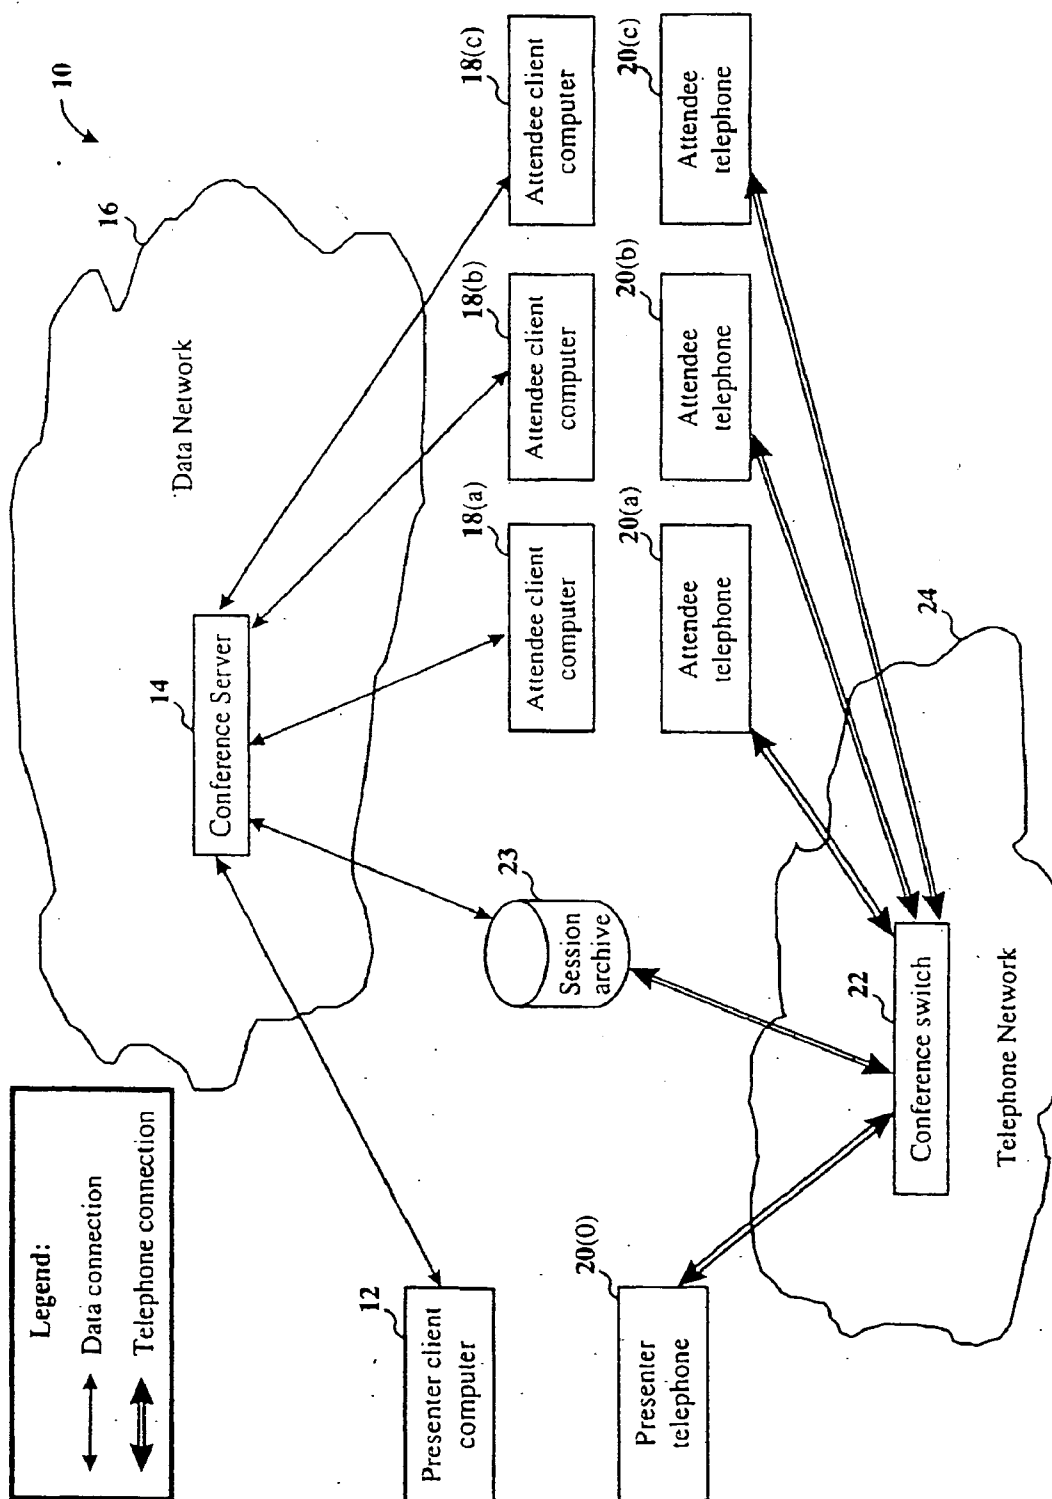 10
16
Data Network
14
Conference Server
Legend:
Data connection
Telephone connection
12
Presenter client
computer
23
Session
archive
18(a)
Attendee client
computer
18(b)
Attendee client
computer
18(c)
Attendee client
computer
20(0)
Presenter
telephone
20(a)
Attendee
telephone
20(b)
Attendee
telephone
20(c)
Attendee
telephone
24
22
Conference switch
Telephone Network